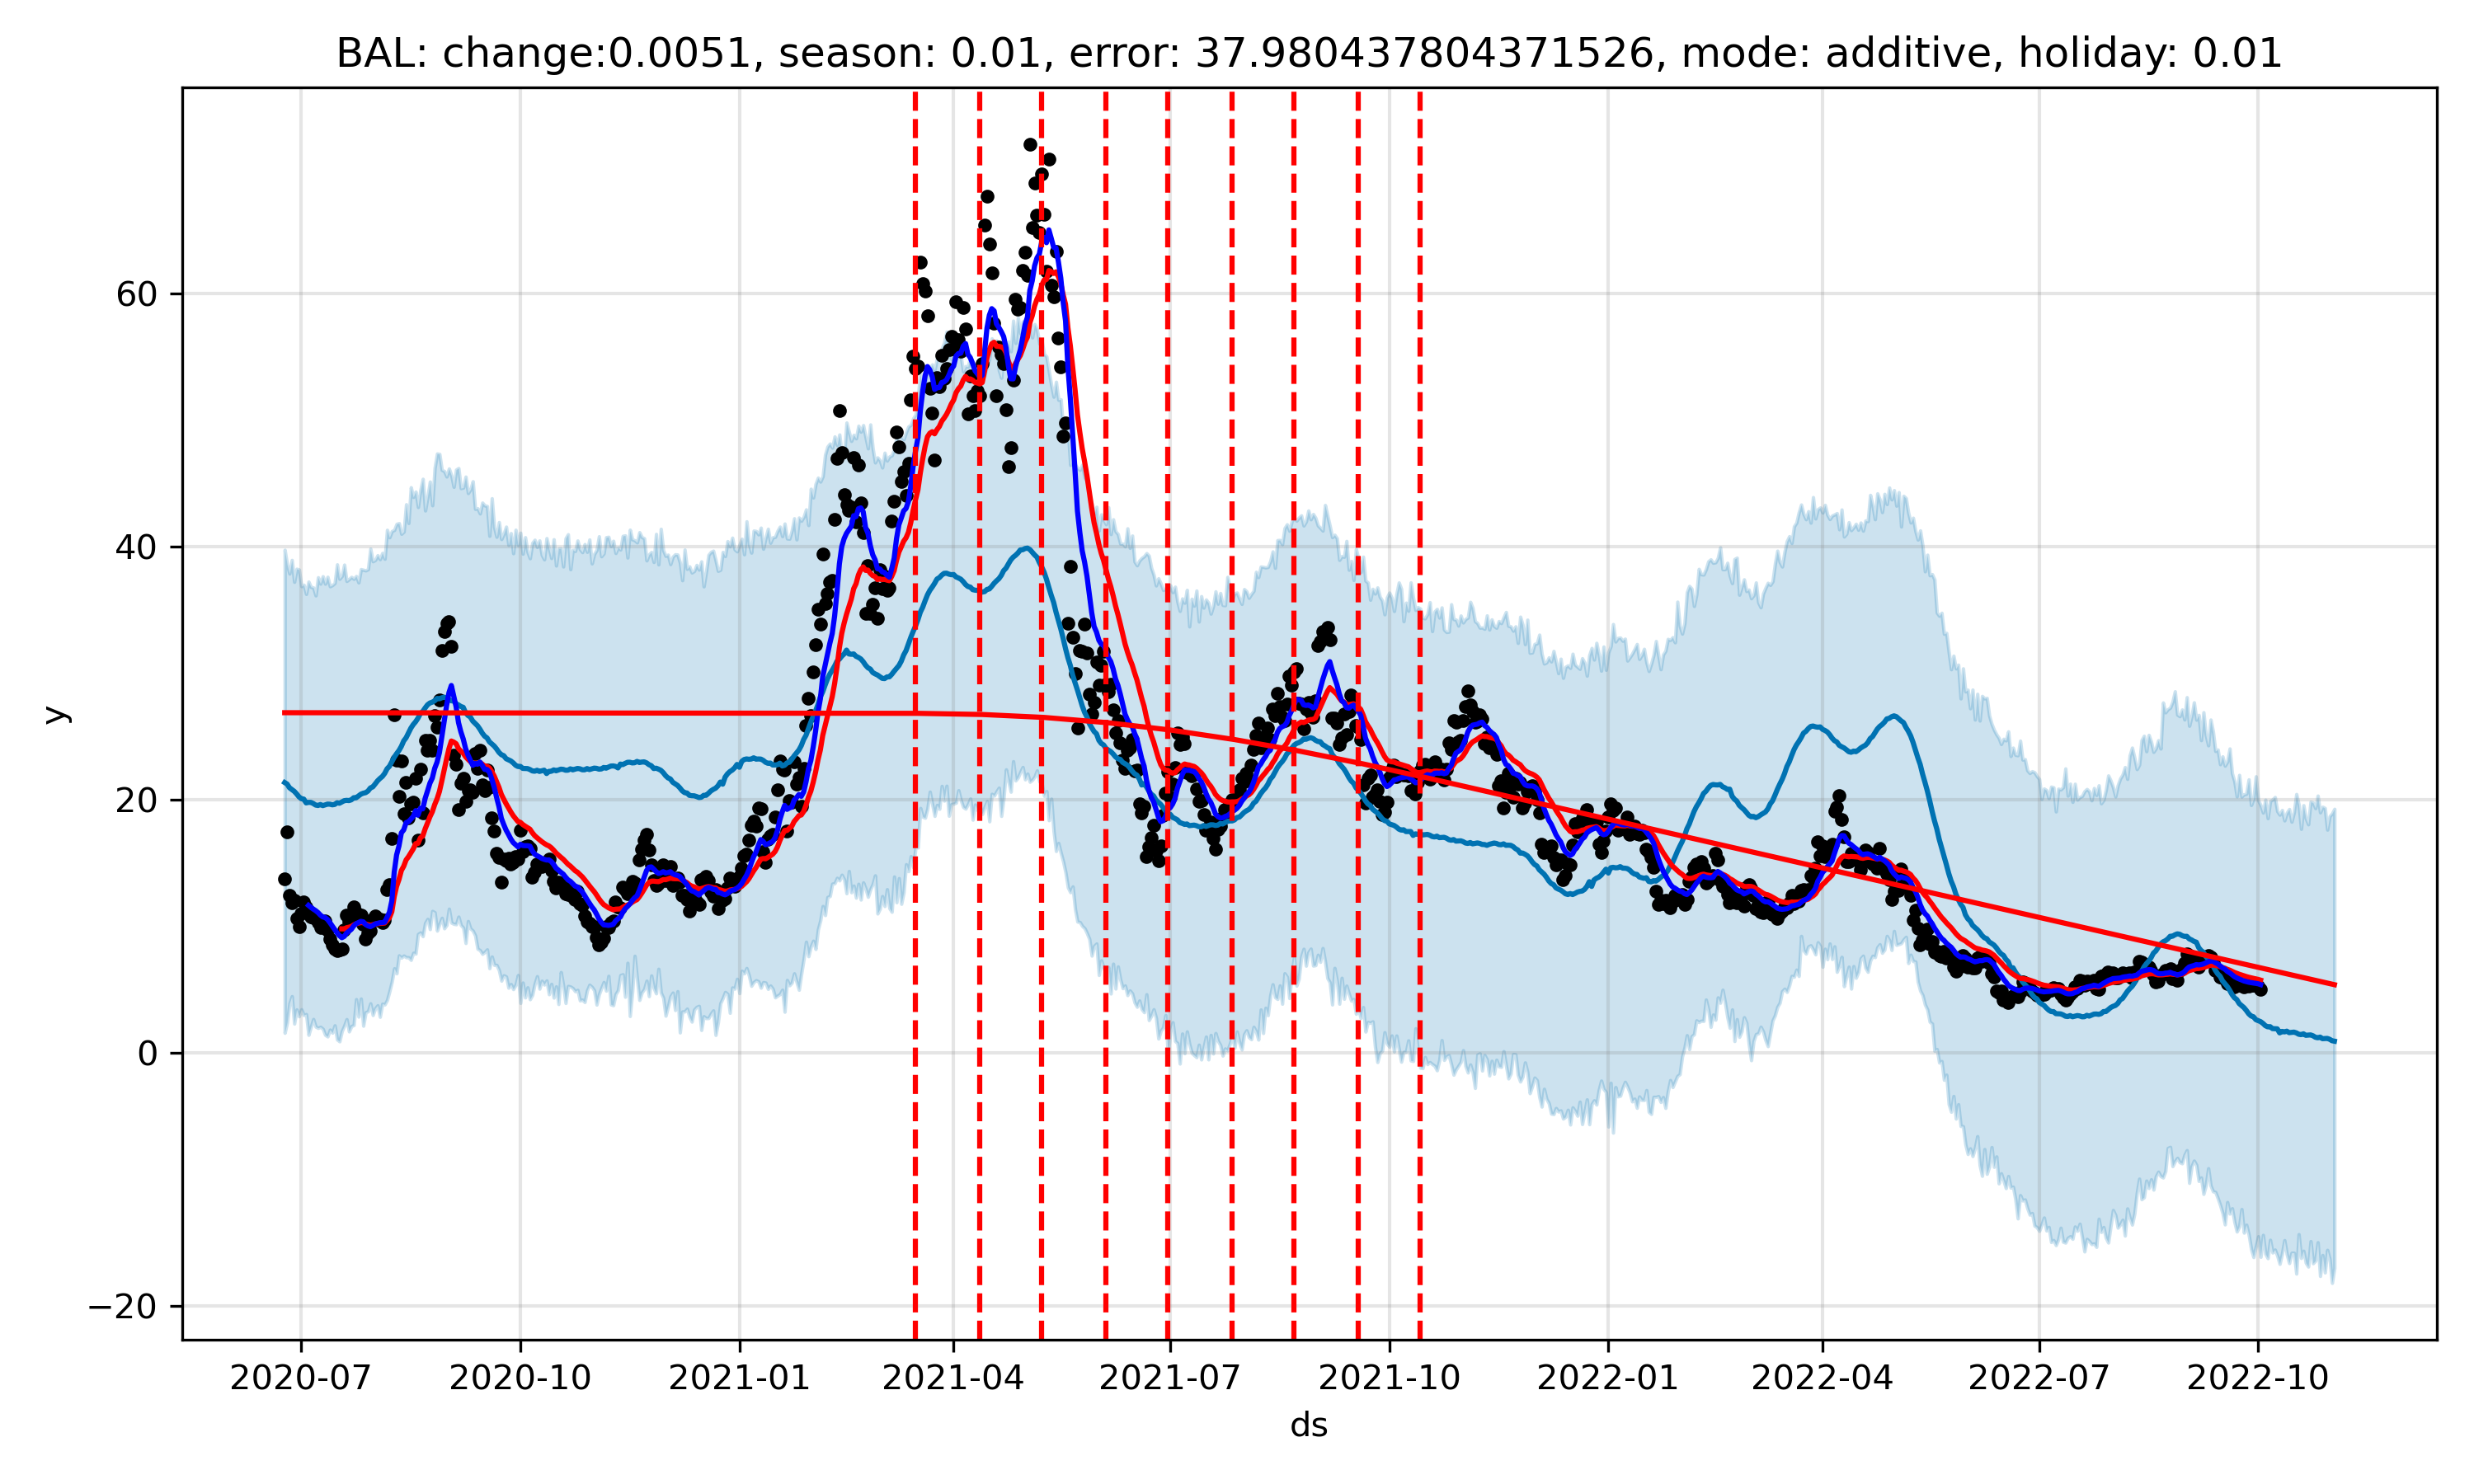 BAL: change:0.0051, season: 0.01, error: 37.980437804371526, mode: additive, holiday: 0.01
60
40
20
0
−20
y
2020-07 2020-10 2021-01 2021-04 2021-07 2021-10 2022-01 2022-04 2022-07 2022-10
ds